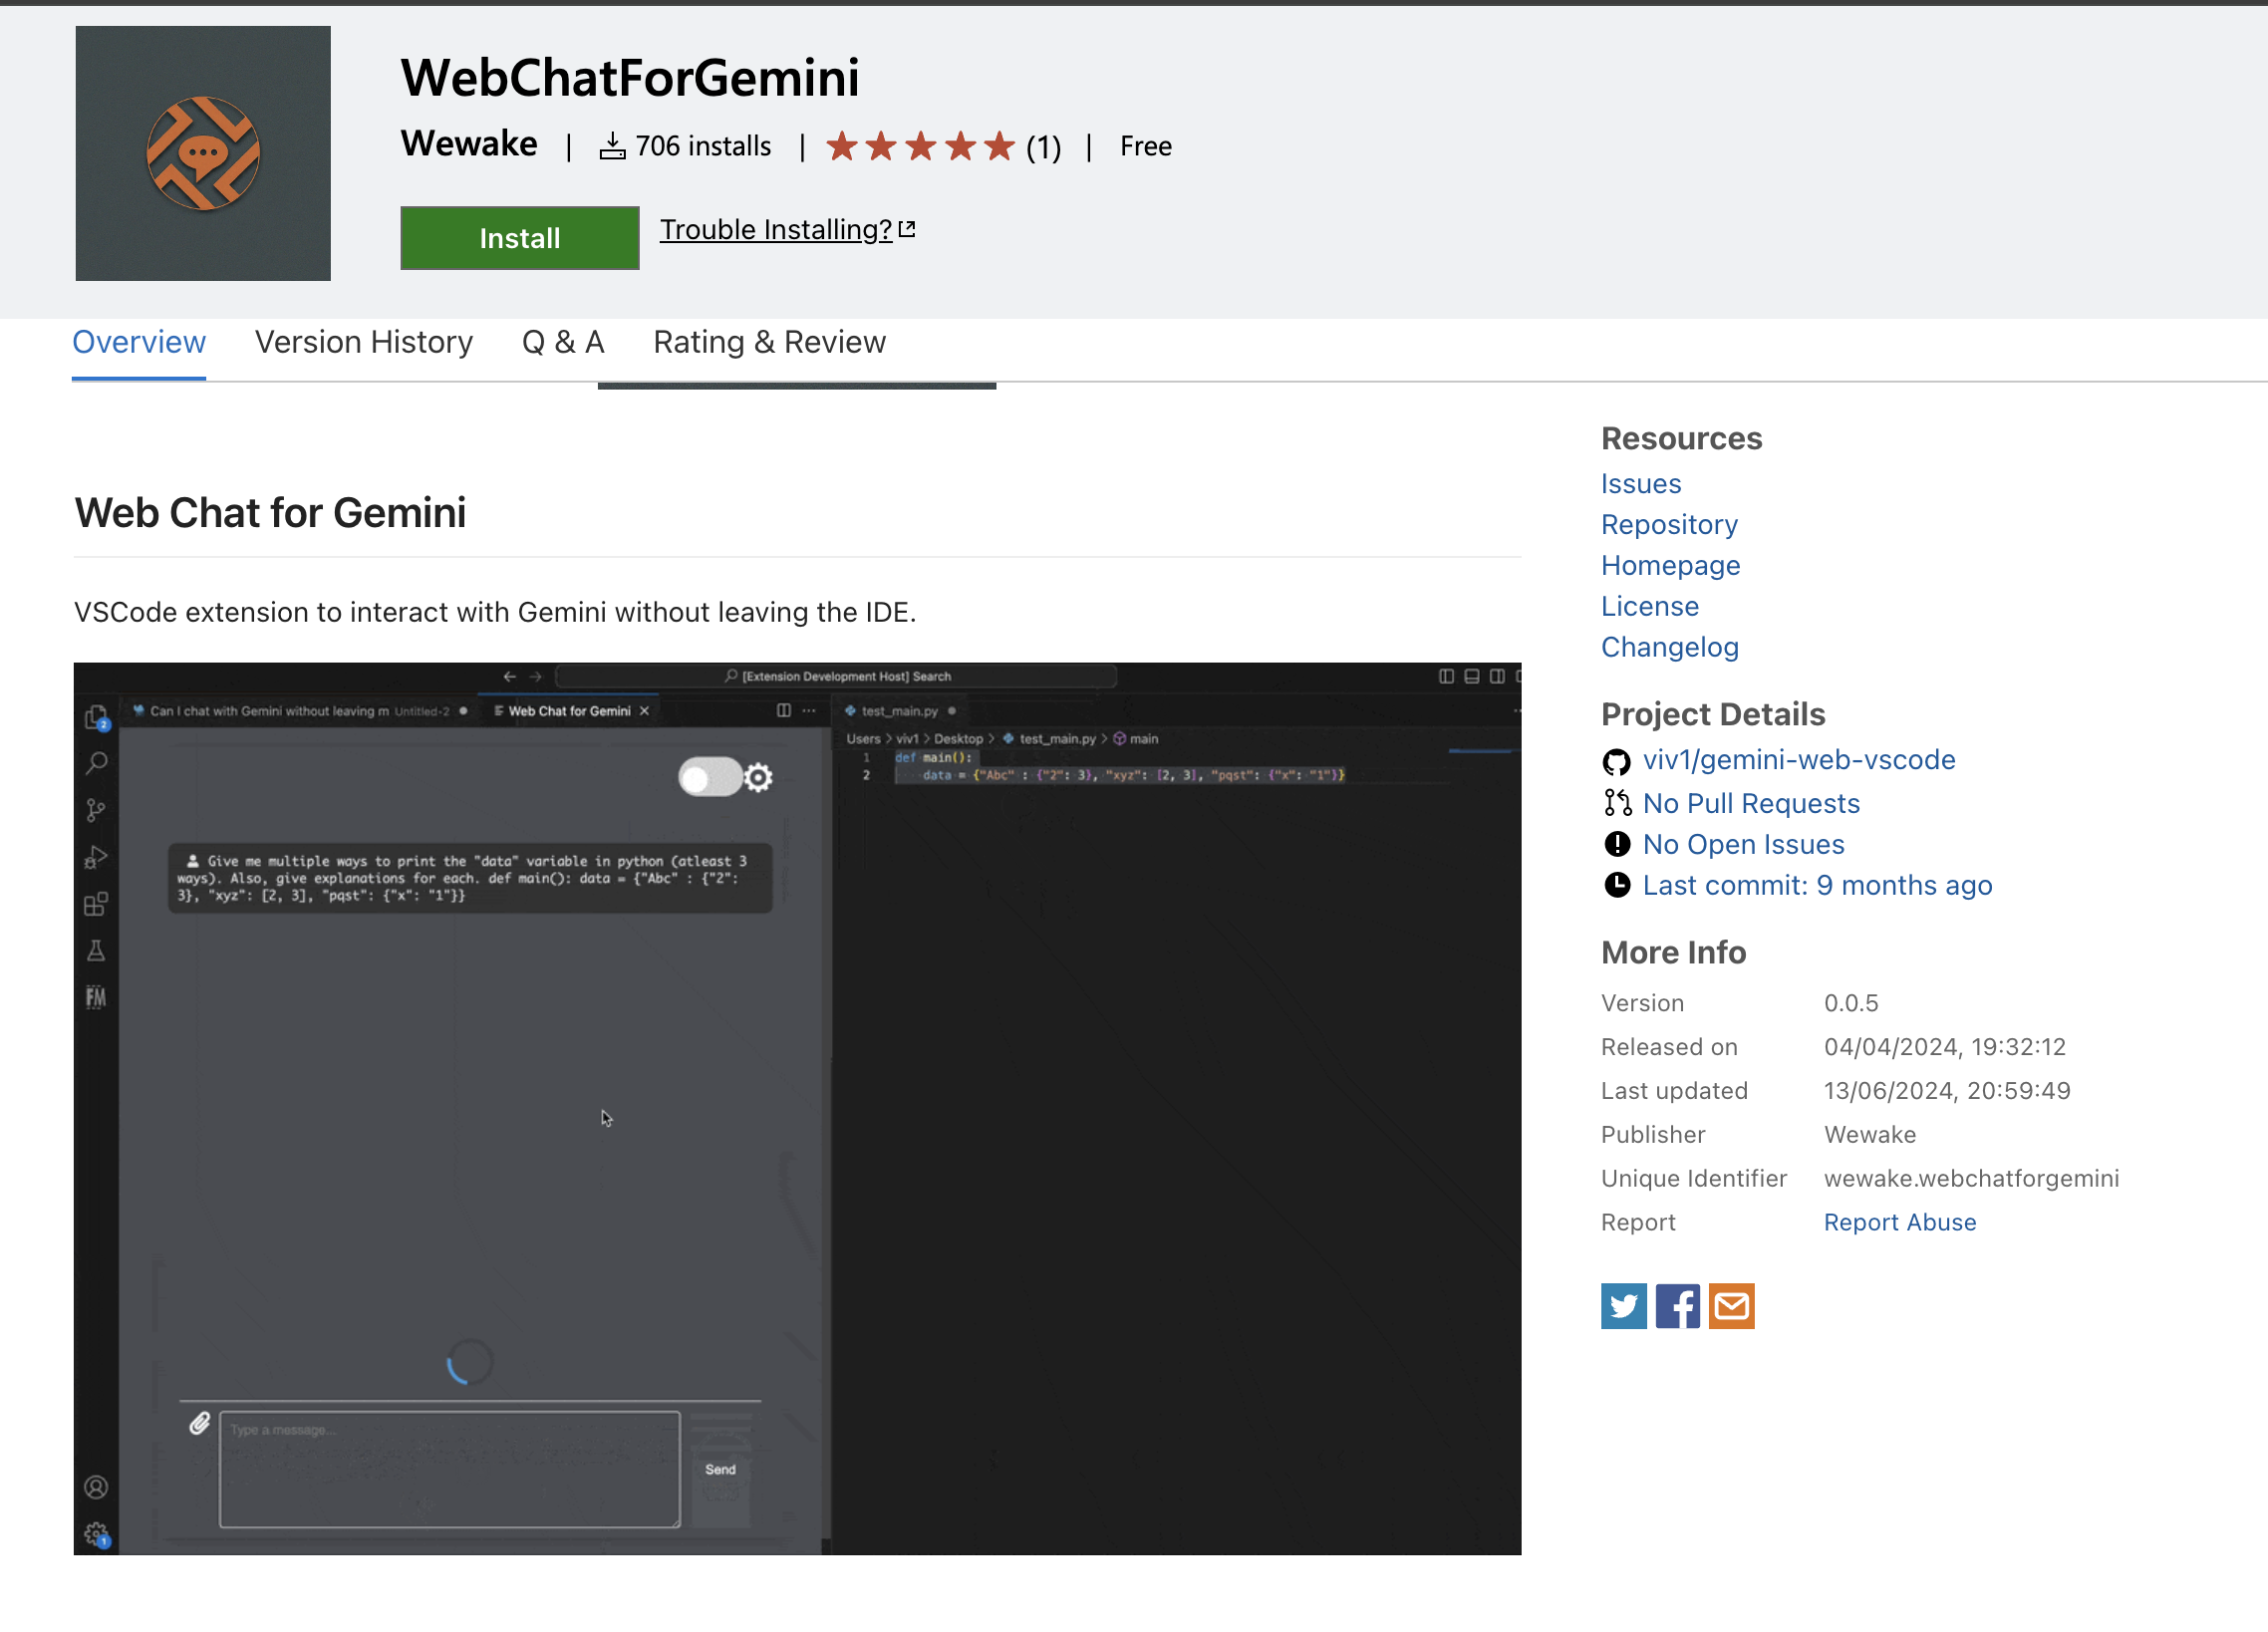 WebChatForGemini
Wewake | 706 installs | (1) | Free
Install Trouble Installing?
Overview Version History Q & A Rating & Review
Web Chat for Gemini
VSCode extension to interact with Gemini without leaving the IDE.
[Extension Development Host] Search
Can I chat with Gemini without leaving m Untitled-2 Web Chat for Gemini
test_main.py
Users > viv1 > Desktop > test_main.py > main
1 def main():
2 data = {"Abc" : {"2": 3}, "xyz": [2, 3], "pqst": {"x": "1"}}
Give me multiple ways to print the "data" variable in python (atleast 3
ways). Also, give explanations for each. def main(): data = {"Abc" : {"2":
3}, "xyz": [2, 3], "pqst": {"x": "1"}}
2
FM
Type a message...
Send
1
Resources
Issues
Repository
Homepage
License
Changelog
Project Details
viv1/gemini-web-vscode
No Pull Requests
No Open Issues
Last commit: 9 months ago
More Info
Version 0.0.5
Released on 04/04/2024, 19:32:12
Last updated 13/06/2024, 20:59:49
Publisher Wewake
Unique Identifier wewake.webchatforgemini
Report Report Abuse